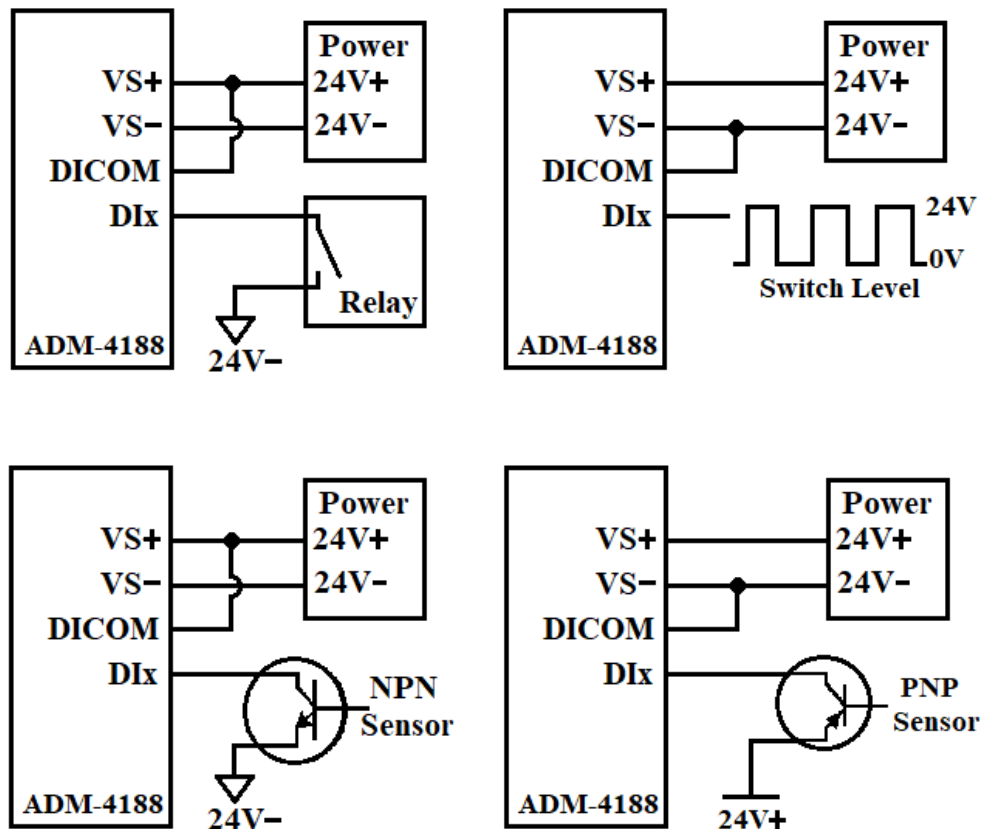 Power
VS+ 24V+
VS− 24V−
DICOM
DIx
Relay
ADM-4188
24V−
Power
VS+ 24V+
VS− 24V−
DICOM
DIx
24V
0V
Switch Level
ADM-4188
Power
VS+ 24V+
VS− 24V−
DICOM
DIx
NPN
Sensor
ADM-4188
24V−
Power
VS+ 24V+
VS− 24V−
DICOM
DIx
PNP
Sensor
ADM-4188
24V+